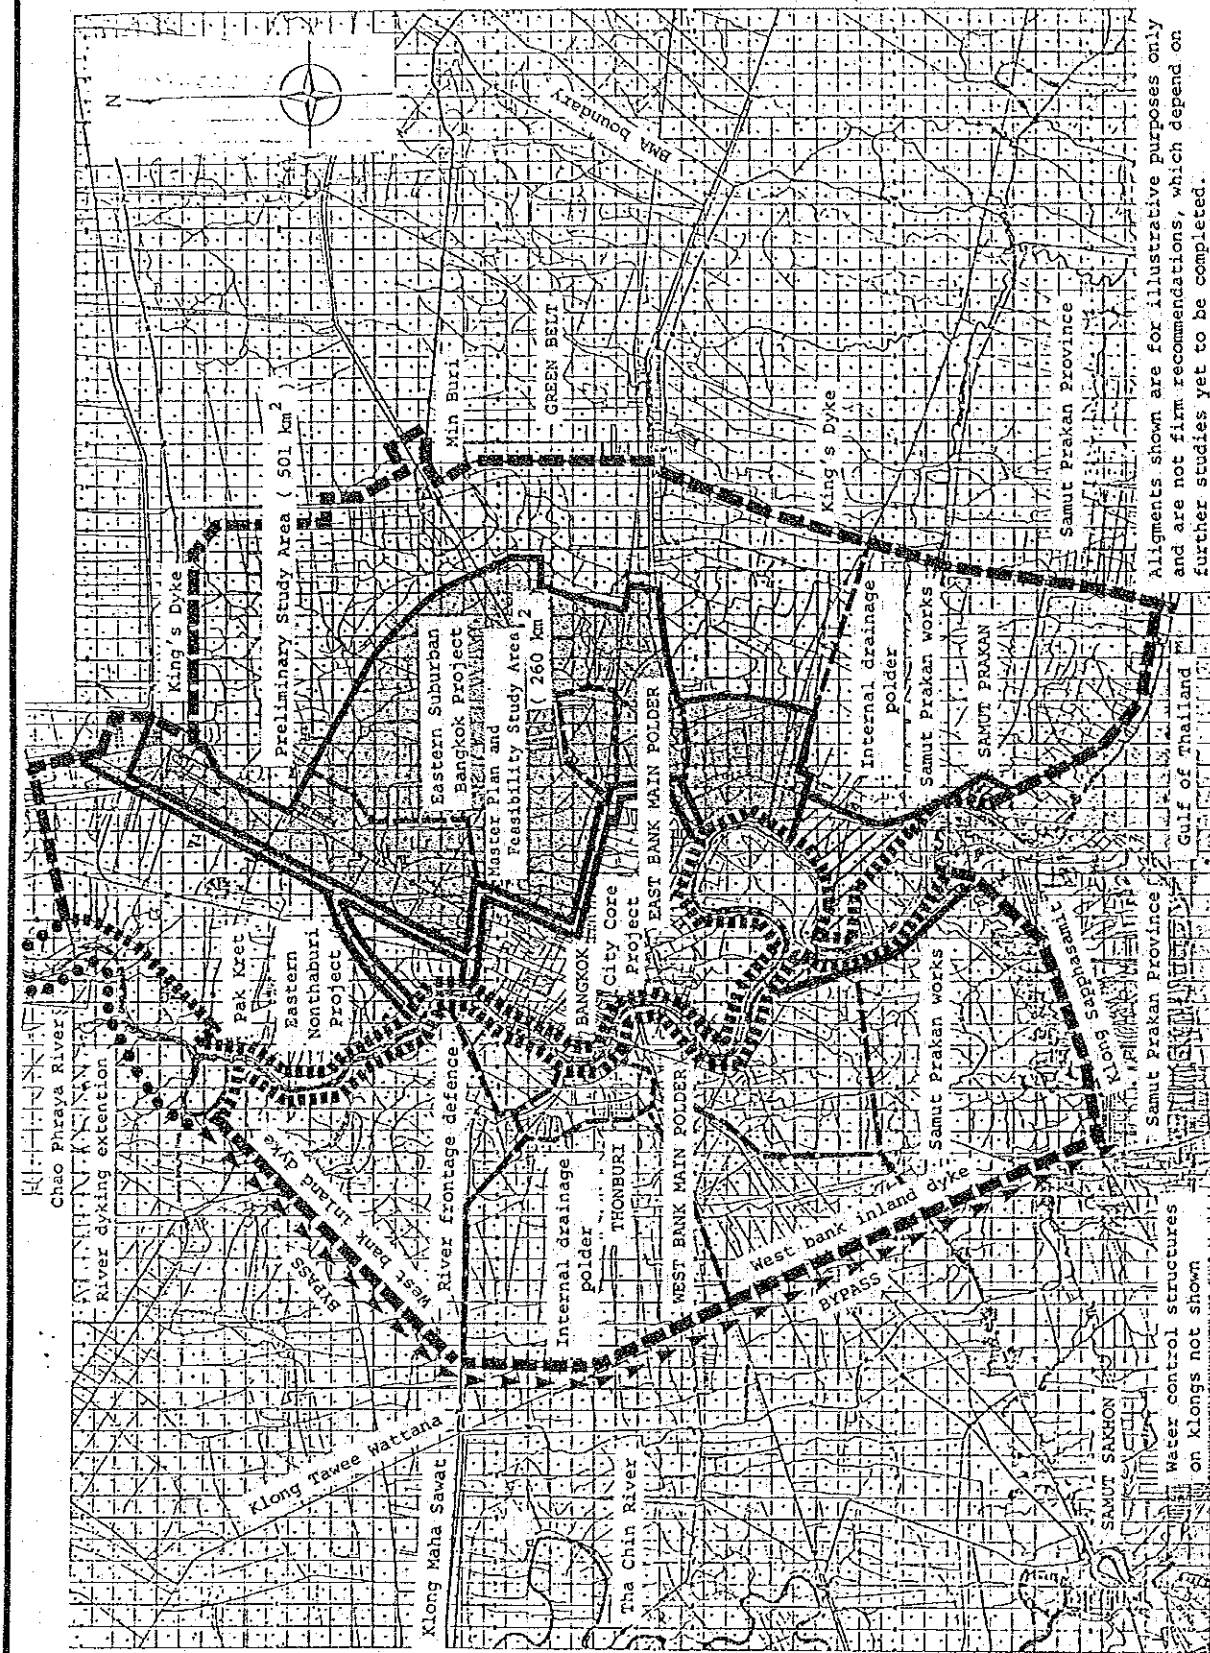 N
Chao Phraya River
River dyking extention
Pak Kret
Eastern
Nonthaburi
Project
King's Dyke
Preliminary Study Area ( 501 km2 )
BYPASS
West bank inland dyke
River frontage defence
Klong Tawee Wattana
Klong Maha Sawat
Eastern Suburban
Bangkok Project
Master Plan and
Feasibility Study Area
( 260 km2
Min Buri
GREEN BELT
BMA boundary
Internal drainage
polder
THONBURI
BANGKOK
City Core
Project
EAST BANK MAIN POLDER
WEST BANK MAIN POLDER
Tha Chin River
West bank inland dyke
BYPASS
King's Dyke
Internal drainage
polder
Samut Prakan works
SAMUT PRAKAN
Samut Prakan Province
Samut Prakan works
Klong Sapphasamit
Samut Prakan Province
Gulf of Thailand
SAMUT SAKHON
Water control structures
on klongs not shown
Aligments shown are for illustrative purposes only
and are not firm recommendations, which depend on
further studies yet to be completed.